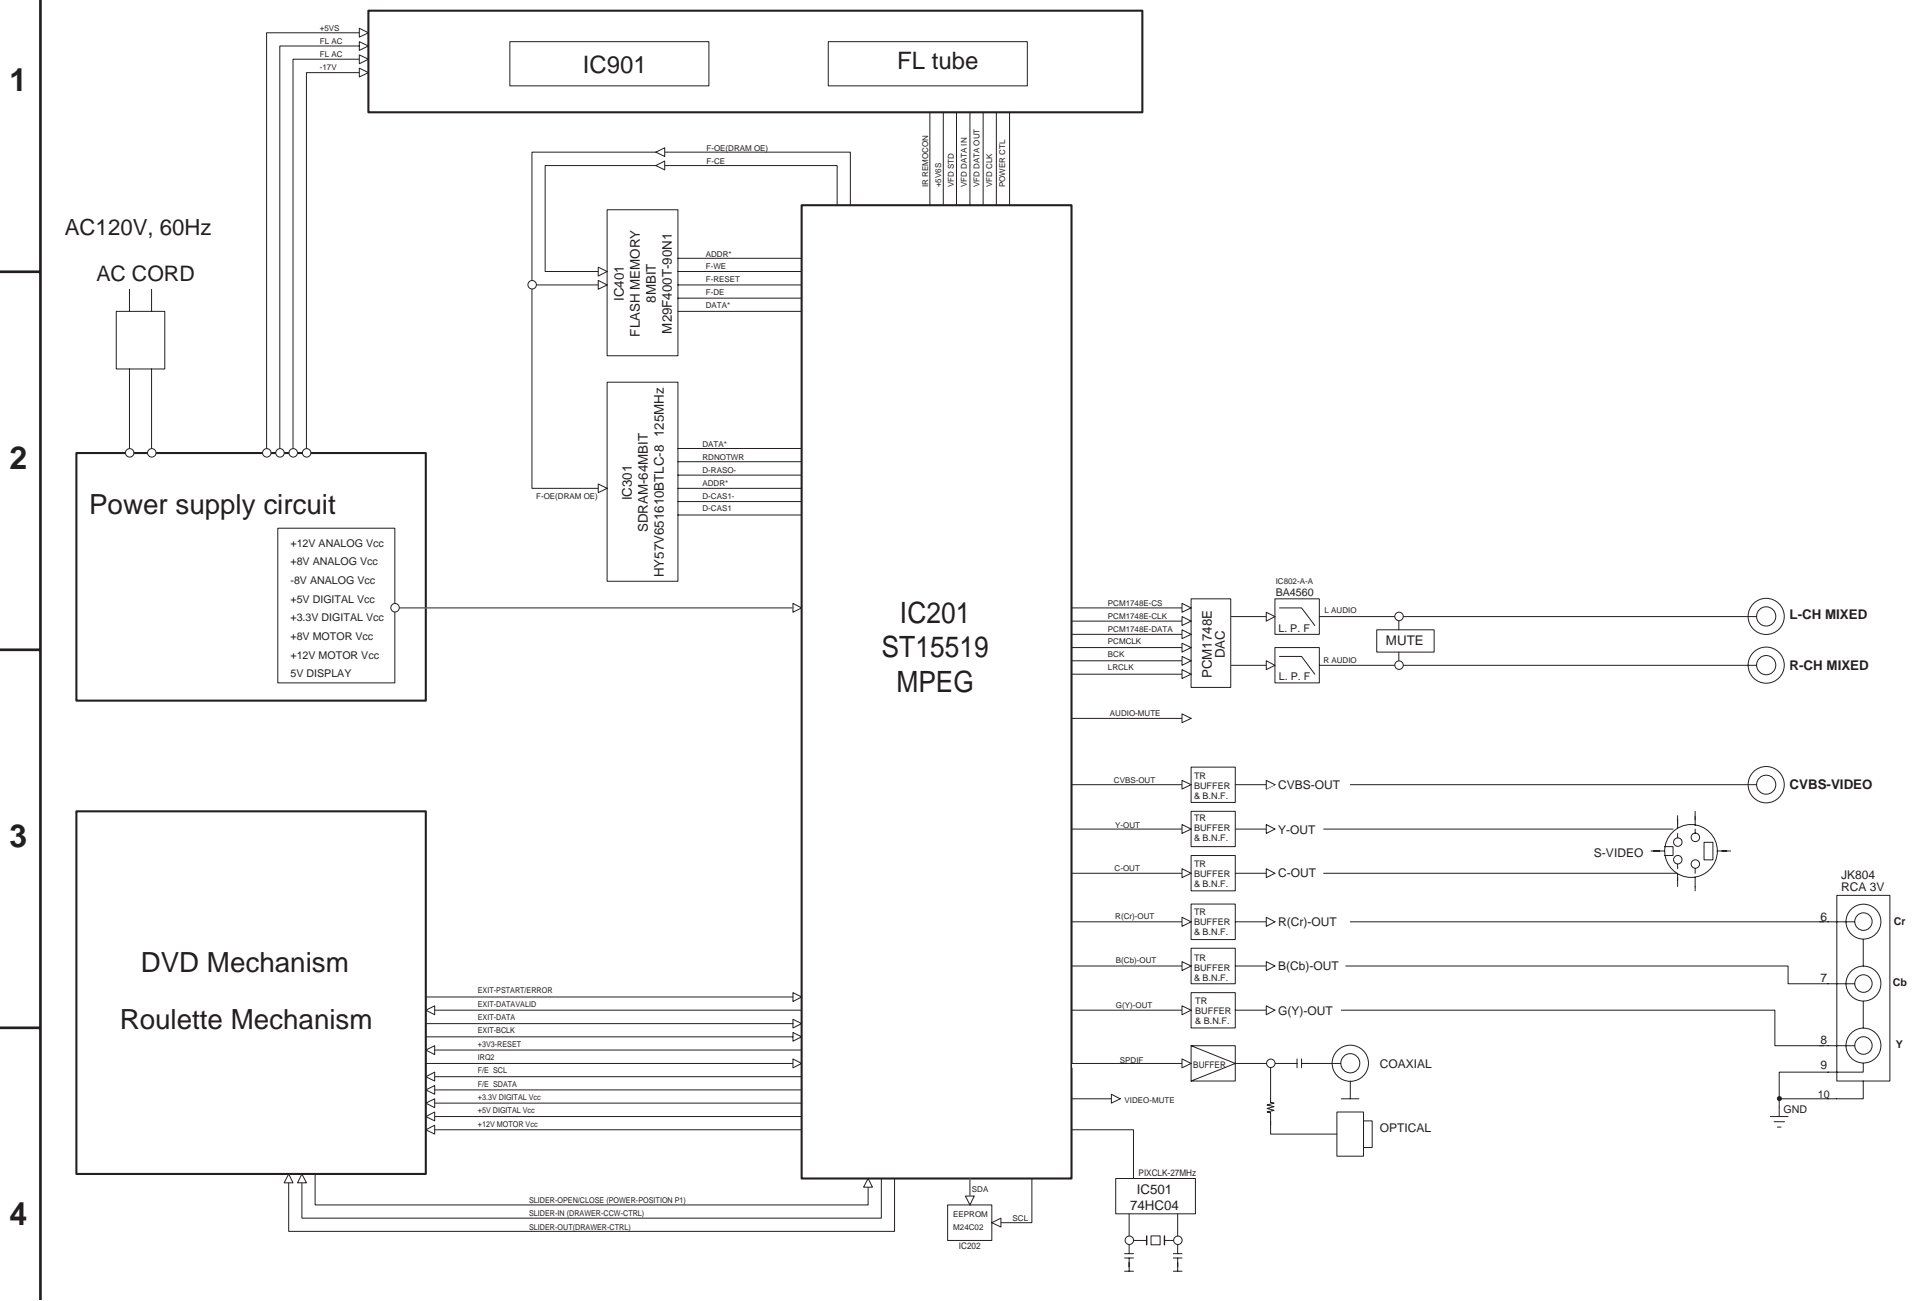 1
2
3
4
+5VS
FL AC
FL AC
-17V
IC901
FL tube
IR REMOCON
+5V6S
VFD STD
VFD DATA IN
VFD DATA OUT
VFD CLK
POWER CTL
F-OE(DRAM OE)
F-CE
AC120V, 60Hz
AC CORD
IC401
FLASH MEMORY
8MBIT
M29F400T-90N1
ADDR*
F-WE
F-RESET
F-DE
DATA*
IC301
SDRAM-64MBIT
HY57V651610BTLC-8 125MHz
F-OE(DRAM OE)
DATA*
RDNOTWR
D-RASO-
ADDR*
D-CAS1-
D-CAS1
Power supply circuit
+12V ANALOG Vcc
+8V ANALOG Vcc
-8V ANALOG Vcc
+5V DIGITAL Vcc
+3.3V DIGITAL Vcc
+8V MOTOR Vcc
+12V MOTOR Vcc
5V DISPLAY
IC201
ST15519
MPEG
PCM1748E-CS
PCM1748E-CLK
PCM1748E-DATA
PCMCLK
BCK
LRCLK
PCM1748E
DAC
IC802-A-A
BA4560
L. P. F
L. P. F
L AUDIO
R AUDIO
MUTE
L-CH MIXED
R-CH MIXED
AUDIO-MUTE
CVBS-OUT
TR
BUFFER
& B.N.F.
CVBS-OUT
CVBS-VIDEO
Y-OUT
TR
BUFFER
& B.N.F.
Y-OUT
S-VIDEO
C-OUT
TR
BUFFER
& B.N.F.
C-OUT
JK804
RCA 3V
R(Cr)-OUT
TR
BUFFER
& B.N.F.
R(Cr)-OUT
6
Cr
B(Cb)-OUT
TR
BUFFER
& B.N.F.
B(Cb)-OUT
7
Cb
G(Y)-OUT
TR
BUFFER
& B.N.F.
G(Y)-OUT
8
Y
9
10
GND
SPDIF
BUFFER
COAXIAL
VIDEO-MUTE
OPTICAL
DVD Mechanism
Roulette Mechanism
EXIT-PSTART/ERROR
EXIT-DATAVALID
EXIT-DATA
EXIT-BCLK
+3V3-RESET
IRQ2
F/E SCL
F/E SDATA
+3.3V DIGITAL Vcc
+5V DIGITAL Vcc
+12V MOTOR Vcc
SLIDER-OPEN/CLOSE (POWER-POSITION P1)
SLIDER-IN (DRAWER-CCW-CTRL)
SLIDER-OUT(DRAWER-CTRL)
SDA
EEPROM
M24C02
IC202
SCL
PIXCLK-27MHz
IC501
74HC04